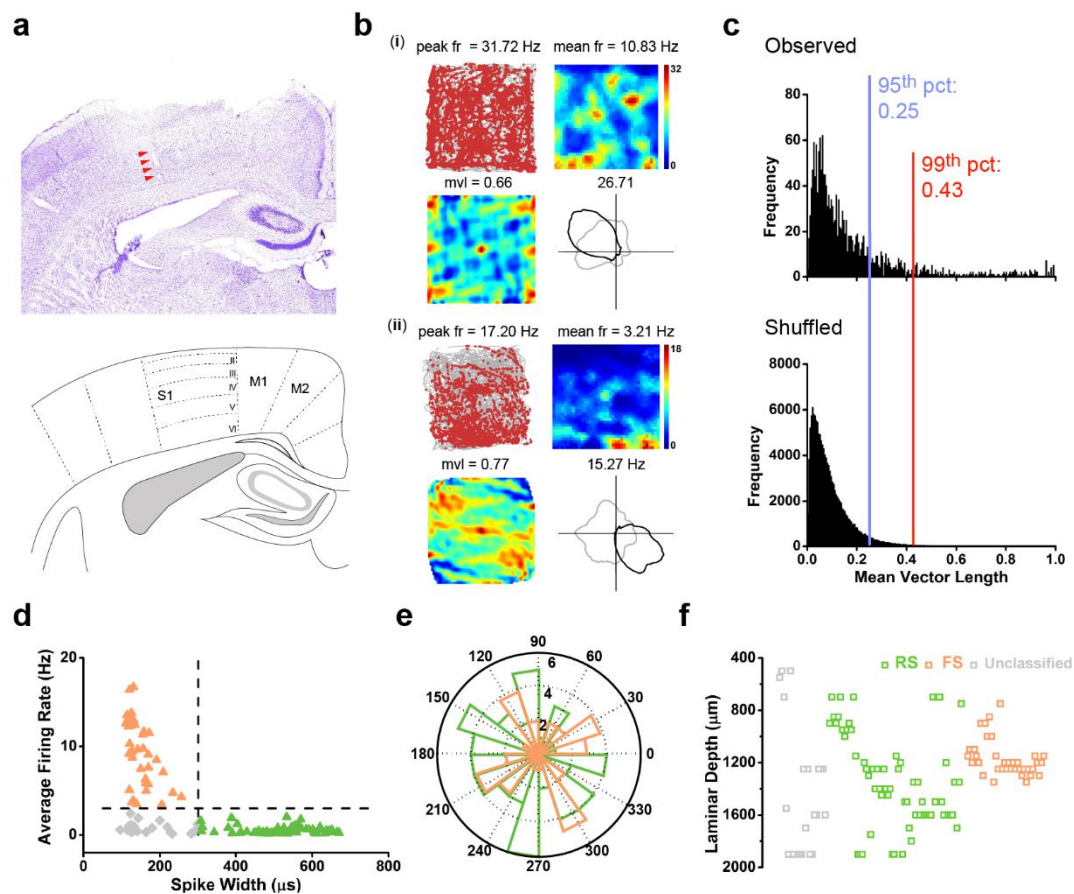 a
S1
M1
M2
II
III
IV
V
VI
b
(i)
peak fr = 31.72 Hz
mean fr = 10.83 Hz
32
0
mvl = 0.66
26.71
(ii)
peak fr = 17.20 Hz
mean fr = 3.21 Hz
18
0
mvl = 0.77
15.27 Hz
c
Observed
95th pct:
0.25
99th pct:
0.43
Frequency
80
60
40
20
0
Shuffled
Frequency
8000
6000
4000
2000
0
0.0 0.2 0.4 0.6 0.8 1.0
Mean Vector Length
d
Average Firing Rate (Hz)
20
10
0
0 200 400 600 800
Spike Width (μs)
e
90
120
60
150
30
180
0
210
330
240
300
270
6
4
2
f
RS FS Unclassified
Laminar Depth (μm)
400
800
1200
1600
2000